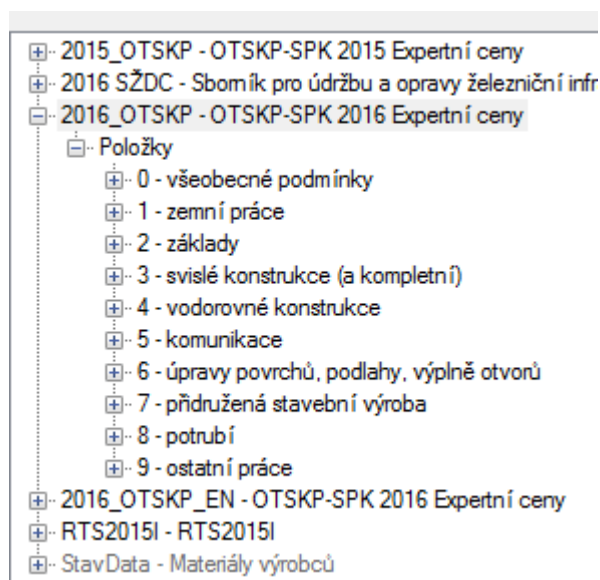 2015_OTSKP - OTSKP-SPK 2015 Expertní ceny
2016 SŽDC - Sborník pro údržbu a opravy železniční infr
2016_OTSKP - OTSKP-SPK 2016 Expertní ceny
Položky
0 - všeobecné podmínky
1 - zemní práce
2 - základy
3 - svislé konstrukce (a kompletní)
4 - vodorovné konstrukce
5 - komunikace
6 - úpravy povrchů, podlahy, výplně otvorů
7 - přidružená stavební výroba
8 - potrubí
9 - ostatní práce
2016_OTSKP_EN - OTSKP-SPK 2016 Expertní ceny
RTS2015I - RTS2015I
StavData - Materiály výrobců